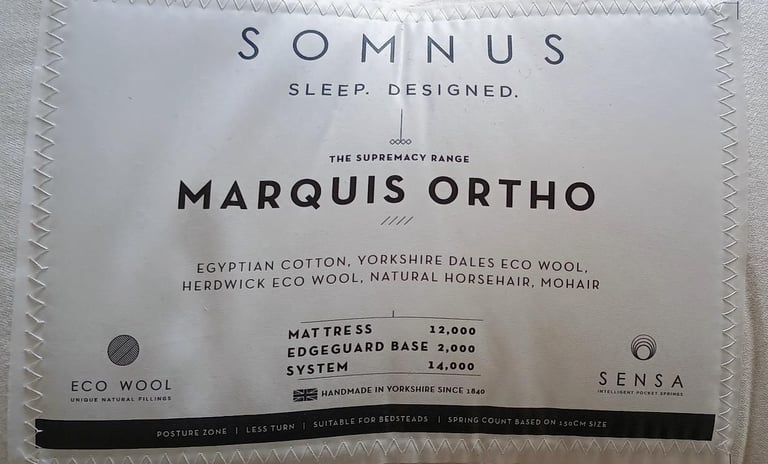 SOMNUS
SLEEP. DESIGNED.
THE SUPREMACY RANGE
MARQUIS ORTHO
EGYPTIAN COTTON, YORKSHIRE DALES ECO WOOL,
HERDWICK ECO WOOL, NATURAL HORSEHAIR, MOHAIR
MATTRESS 12,000
EDGEGUARD BASE 2,000
SYSTEM 14,000
HANDMADE IN YORKSHIRE SINCE 1840
ECO WOOL
UNIQUE NATURAL FILLINGS
SENSA
INTELLIGENT POCKET SPRINGS
POSTURE ZONE | LESS TURN | SUITABLE FOR BEDSTEADS | SPRING COUNT BASED ON 150CM SIZE